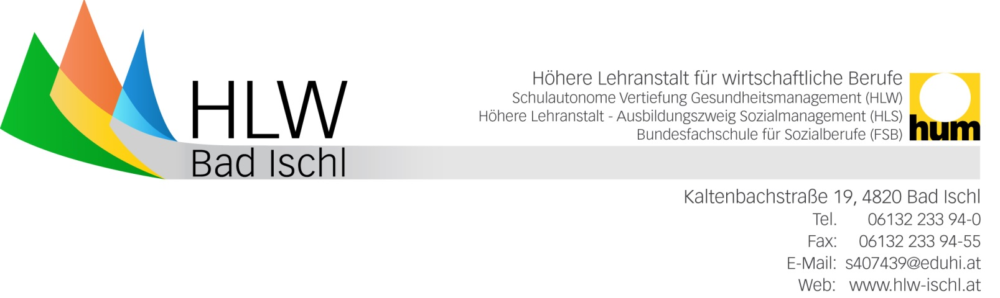 HLW
Bad Ischl
Höhere Lehranstalt für wirtschaftliche Berufe
Schulautonome Vertiefung Gesundheitsmanagement (HLW)
Höhere Lehranstalt - Ausbildungszweig Sozialmanagement (HLS)
Bundesfachschule für Sozialberufe (FSB)
hum
Kaltenbachstraße 19, 4820 Bad Ischl
Tel. 06132 233 94-0
Fax: 06132 233 94-55
E-Mail: s407439@eduhi.at
Web: www.hlw-ischl.at